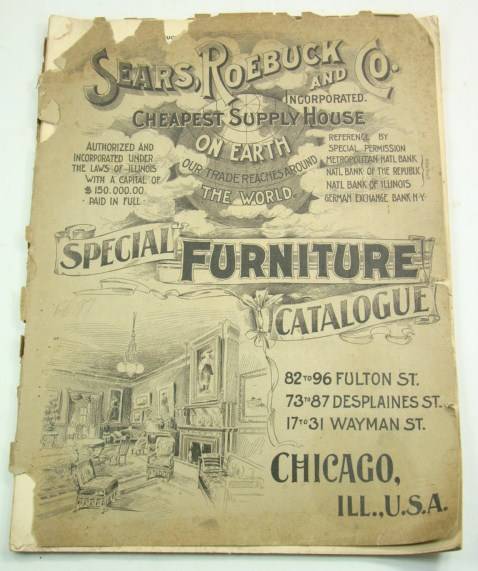 SEARS, ROEBUCK AND CO.
INCORPORATED.
CHEAPEST SUPPLY HOUSE
ON EARTH
OUR TRADE REACHES AROUND
THE WORLD.
AUTHORIZED AND
INCORPORATED UNDER
THE LAWS OF ILLINOIS
WITH A CAPITAL OF
$150.000.00
PAID IN FULL
REFERENCE BY
SPECIAL PERMISSION
METROPOLITAN NATL BANK
NATL BANK OF THE REPUBLIC
NATL BANK OF ILLINOIS
GERMAN EXCHANGE BANK N.Y.
SPECIAL FURNITURE
CATALOGUE
82 TO 96 FULTON ST.
73 TO 87 DESPLAINES ST.
17 TO 31 WAYMAN ST.
CHICAGO,
ILL., U.S.A.